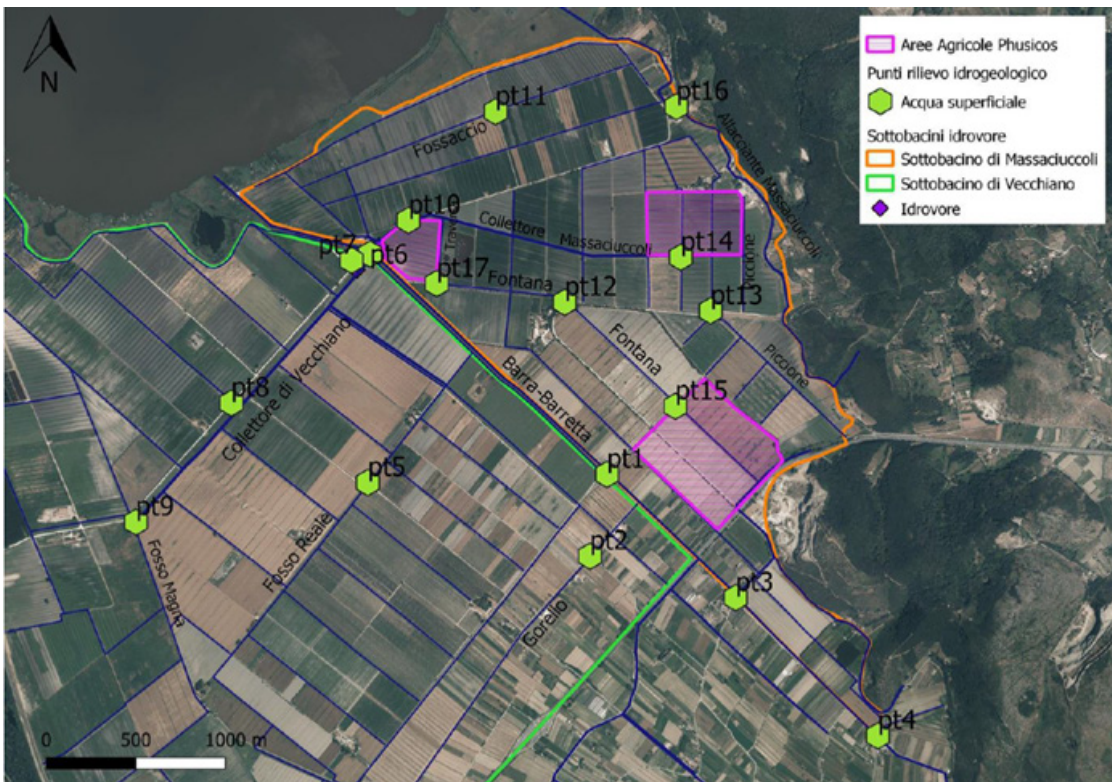 N
Aree Agricole Phusicos
Punti rilievo idrogeologico
Acqua superficiale
Sottobacini idrovore
Sottobacino di Massaciuccoli
Sottobacino di Vecchiano
Idrovore
pt11
pt16
Fossaccio
Allacciante Massaciuccoli
pt10
Collettore Massaciuccoli
pt7
pt6
pt14
pt17
Fontana
pt12
pt13
Fontana
Piccione
Collettore di Vecchiano
Barra-Barretta
pt8
pt15
pt1
pt5
pt9
Fosso Reale
pt2
Fosso Magna
pt3
Gorello
pt4
0 500 1000 m